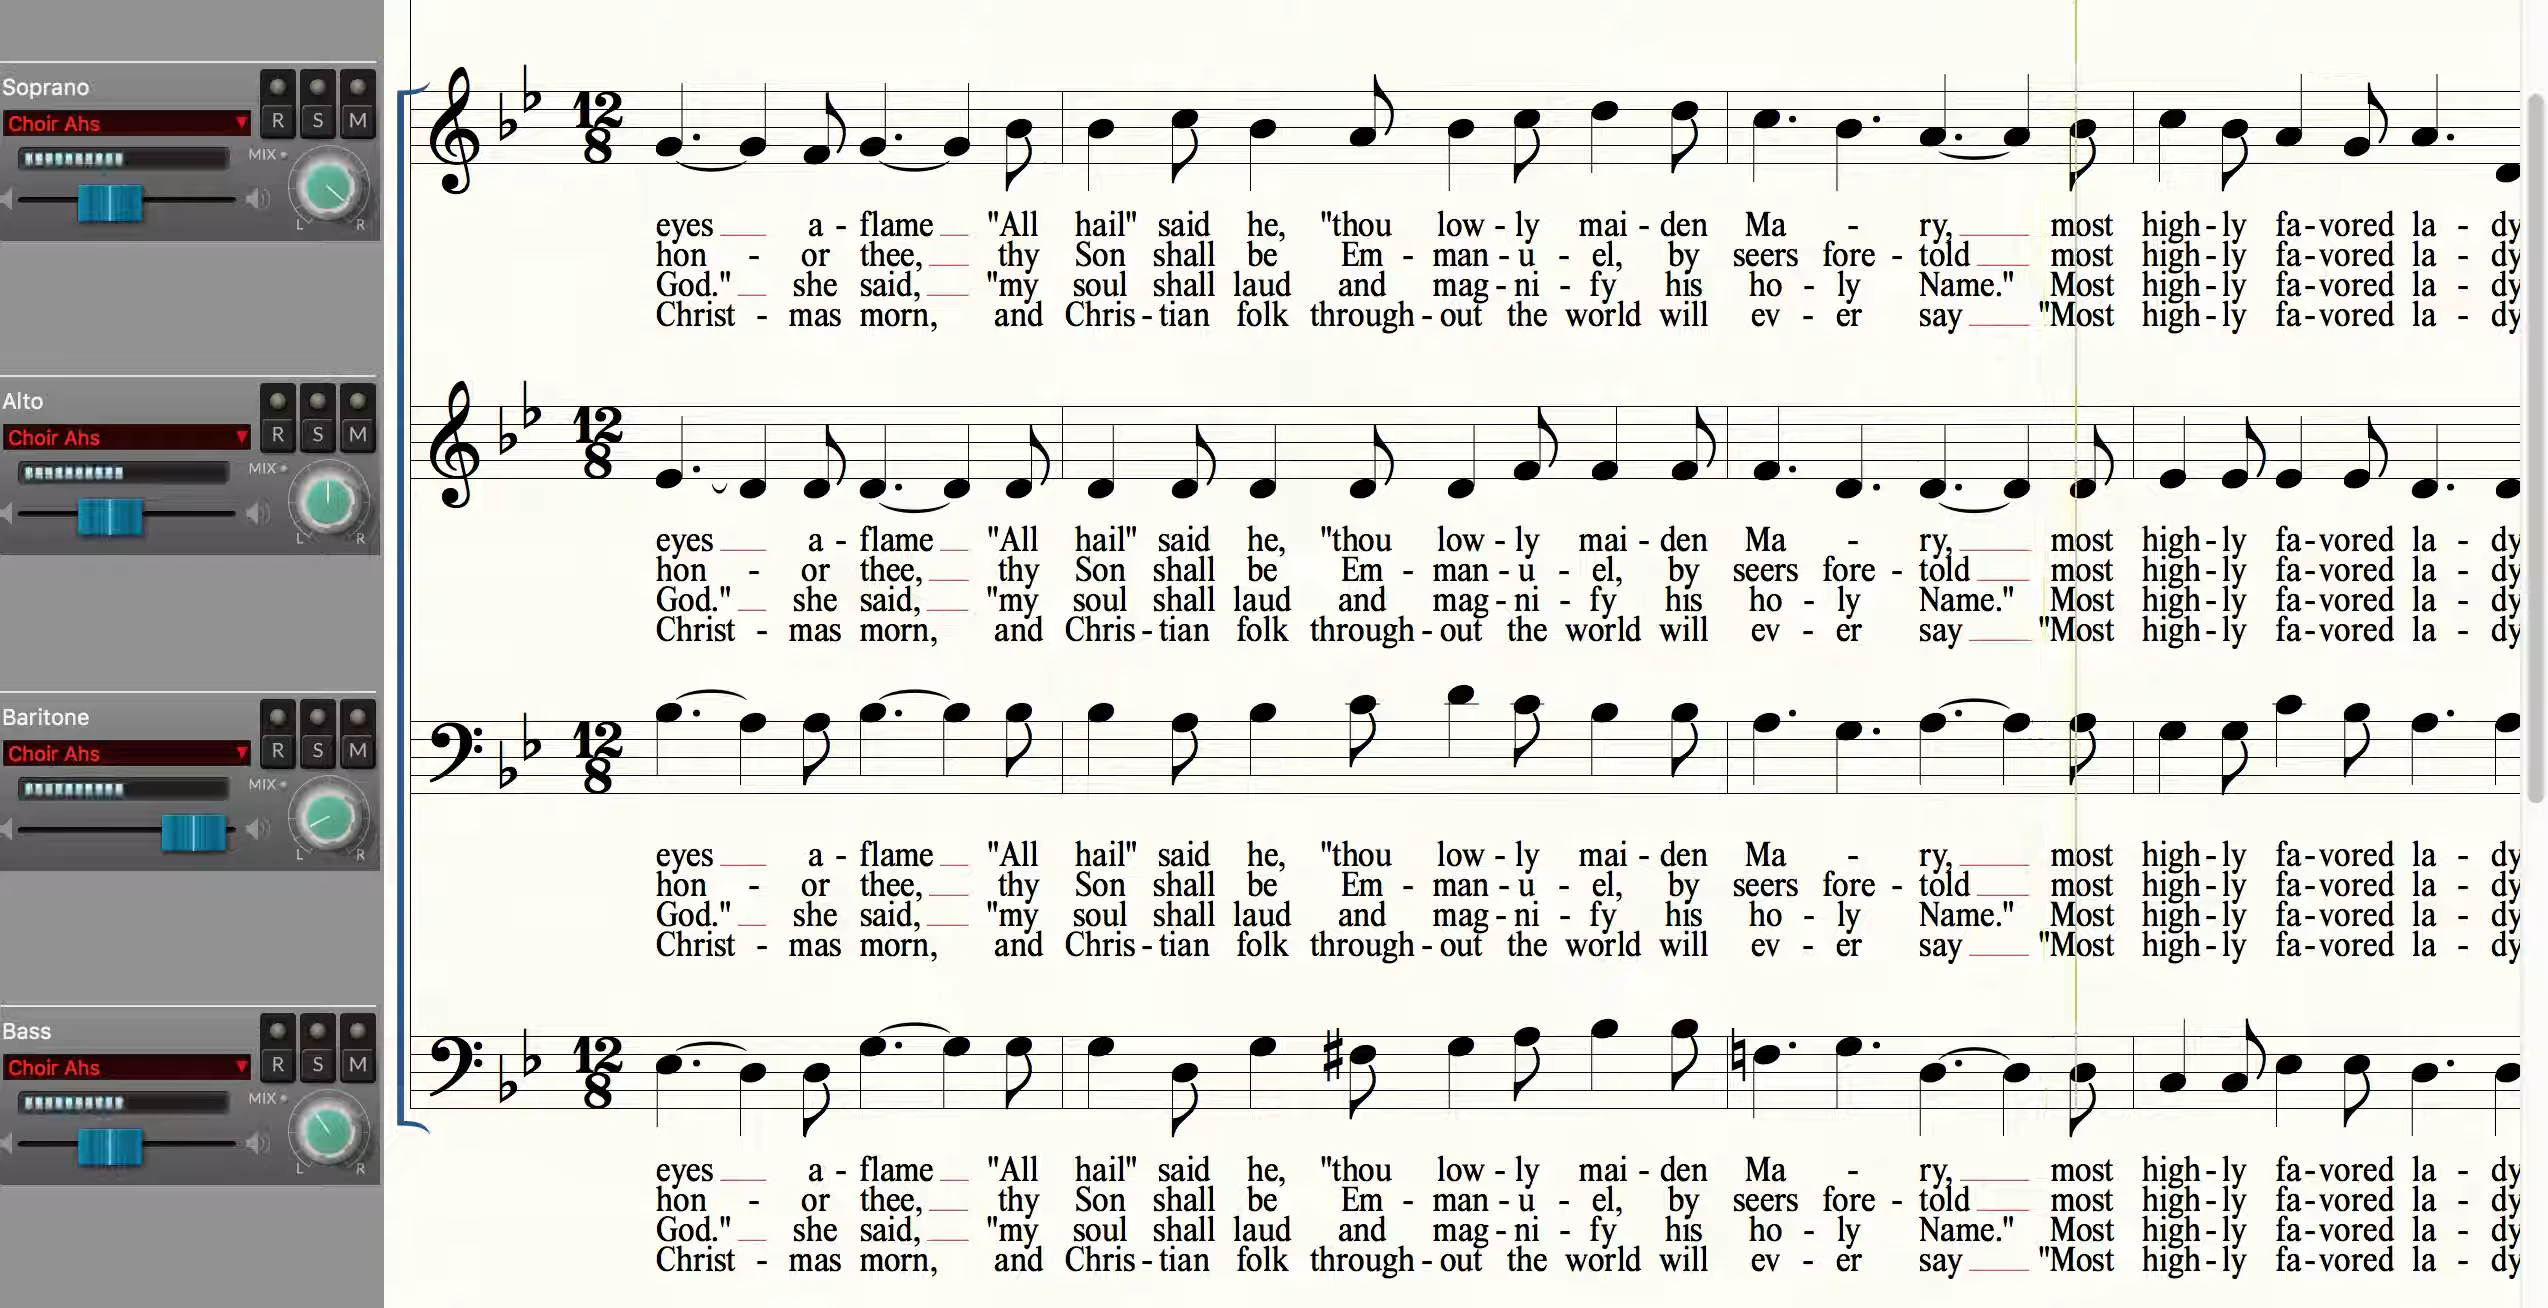 Soprano
Choir Ahs
R S M
MIX
L R
12
8
eyes a - flame "All hail" said he, "thou low - ly mai - den Ma - ry, most high - ly fa - vored la - dy
hon - or thee, thy Son shall be Em - man - u - el, by seers fore - told most high - ly fa - vored la - dy
God." she said, "my soul shall laud and mag - ni - fy his ho - ly Name." Most high - ly fa - vored la - dy
Christ - mas morn, and Chris - tian folk through - out the world will ev - er say "Most high - ly fa - vored la - dy
Alto
Choir Ahs
R S M
MIX
L R
12
8
eyes a - flame "All hail" said he, "thou low - ly mai - den Ma - ry, most high - ly fa - vored la - dy
hon - or thee, thy Son shall be Em - man - u - el, by seers fore - told most high - ly fa - vored la - dy
God." she said, "my soul shall laud and mag - ni - fy his ho - ly Name." Most high - ly fa - vored la - dy
Christ - mas morn, and Chris - tian folk through - out the world will ev - er say "Most high - ly fa - vored la - dy
Baritone
Choir Ahs
R S M
MIX
L R
12
8
eyes a - flame "All hail" said he, "thou low - ly mai - den Ma - ry, most high - ly fa - vored la - dy
hon - or thee, thy Son shall be Em - man - u - el, by seers fore - told most high - ly fa - vored la - dy
God." she said, "my soul shall laud and mag - ni - fy his ho - ly Name." Most high - ly fa - vored la - dy
Christ - mas morn, and Chris - tian folk through - out the world will ev - er say "Most high - ly fa - vored la - dy
Bass
Choir Ahs
R S M
MIX
L R
12
8
eyes a - flame "All hail" said he, "thou low - ly mai - den Ma - ry, most high - ly fa - vored la - dy
hon - or thee, thy Son shall be Em - man - u - el, by seers fore - told most high - ly fa - vored la - dy
God." she said, "my soul shall laud and mag - ni - fy his ho - ly Name." Most high - ly fa - vored la - dy
Christ - mas morn, and Chris - tian folk through - out the world will ev - er say "Most high - ly fa - vored la - dy